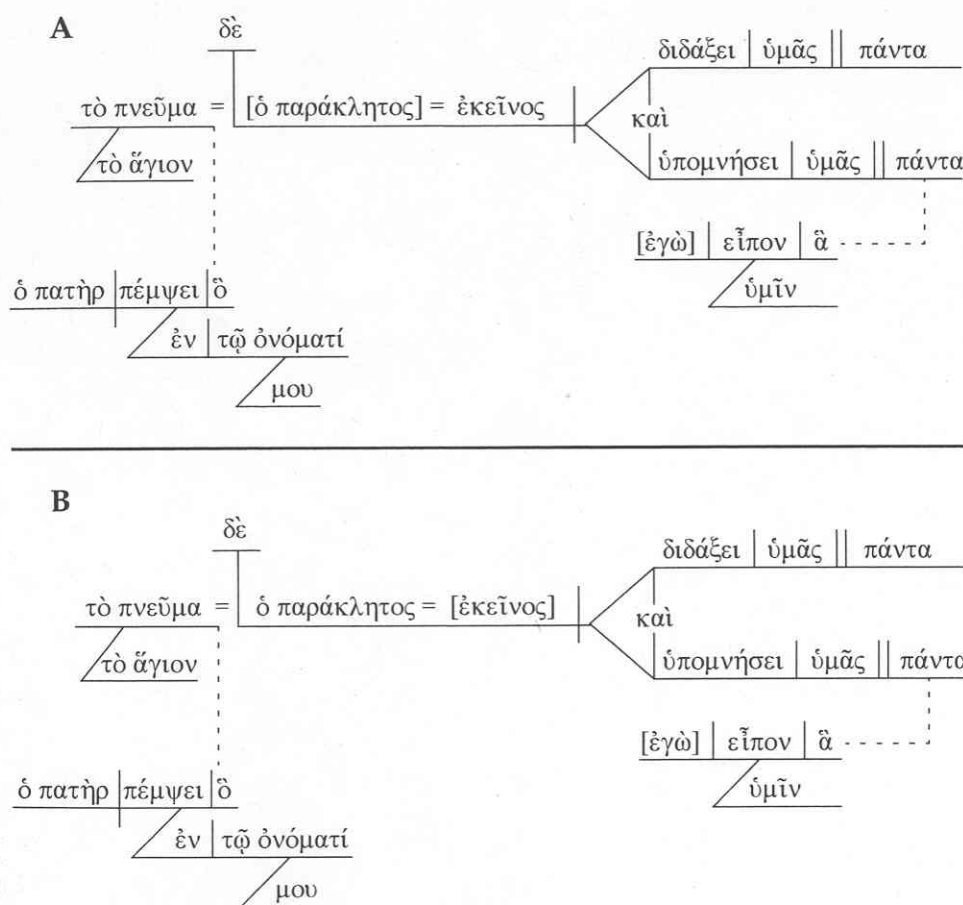 A
δὲ
διδάξει ὑμᾶς πάντα
τὸ πνεῦμα = [ὁ παράκλητος] = ἐκεῖνος
καὶ
τὸ ἅγιον
ὑπομνήσει ὑμᾶς πάντα
[ἐγὼ] εἶπον ἃ
ὑμῖν
ὁ πατὴρ πέμψει ὃ
ἐν τῷ ὀνόματί
μου
B
δὲ
διδάξει ὑμᾶς πάντα
τὸ πνεῦμα = ὁ παράκλητος = [ἐκεῖνος]
καὶ
τὸ ἅγιον
ὑπομνήσει ὑμᾶς πάντα
[ἐγὼ] εἶπον ἃ
ὑμῖν
ὁ πατὴρ πέμψει ὃ
ἐν τῷ ὀνόματί
μου